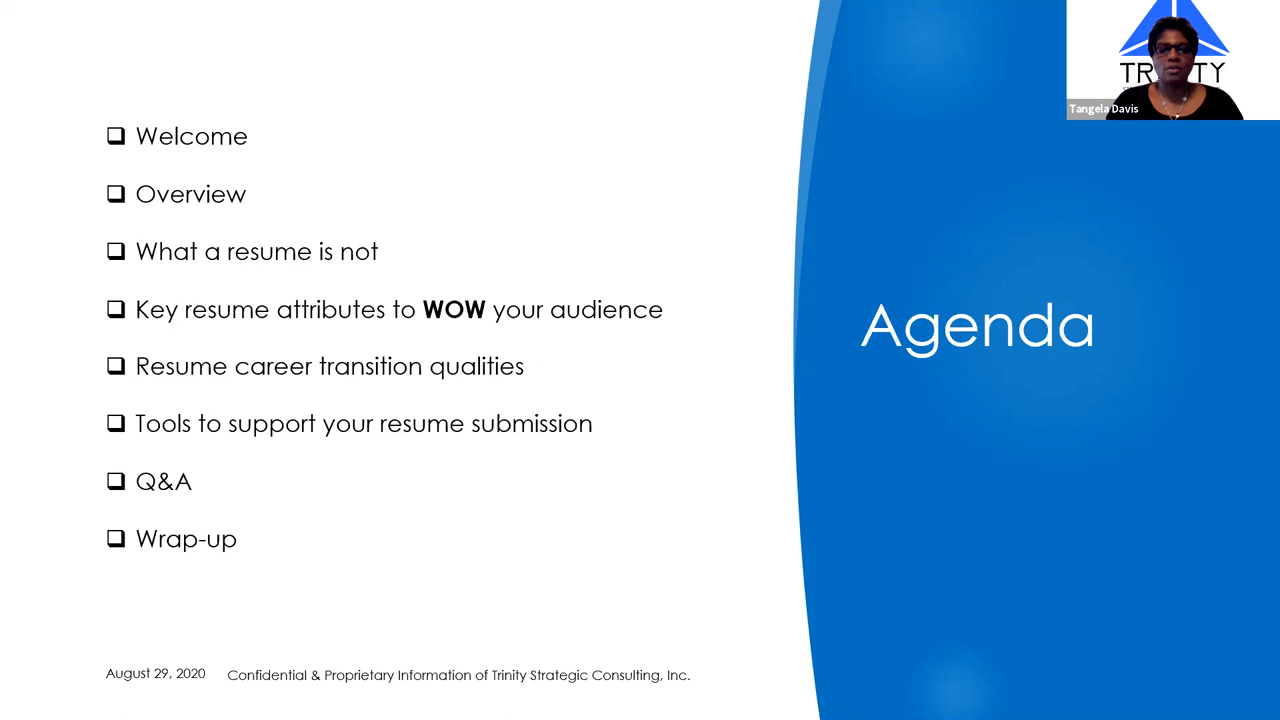 Welcome
Overview
What a resume is not
Key resume attributes to WOW your audience
Resume career transition qualities
Tools to support your resume submission
Q&A
Wrap-up
August 29, 2020
Confidential & Proprietary Information of Trinity Strategic Consulting, Inc.
Agenda
TR TY
Tangela Davis